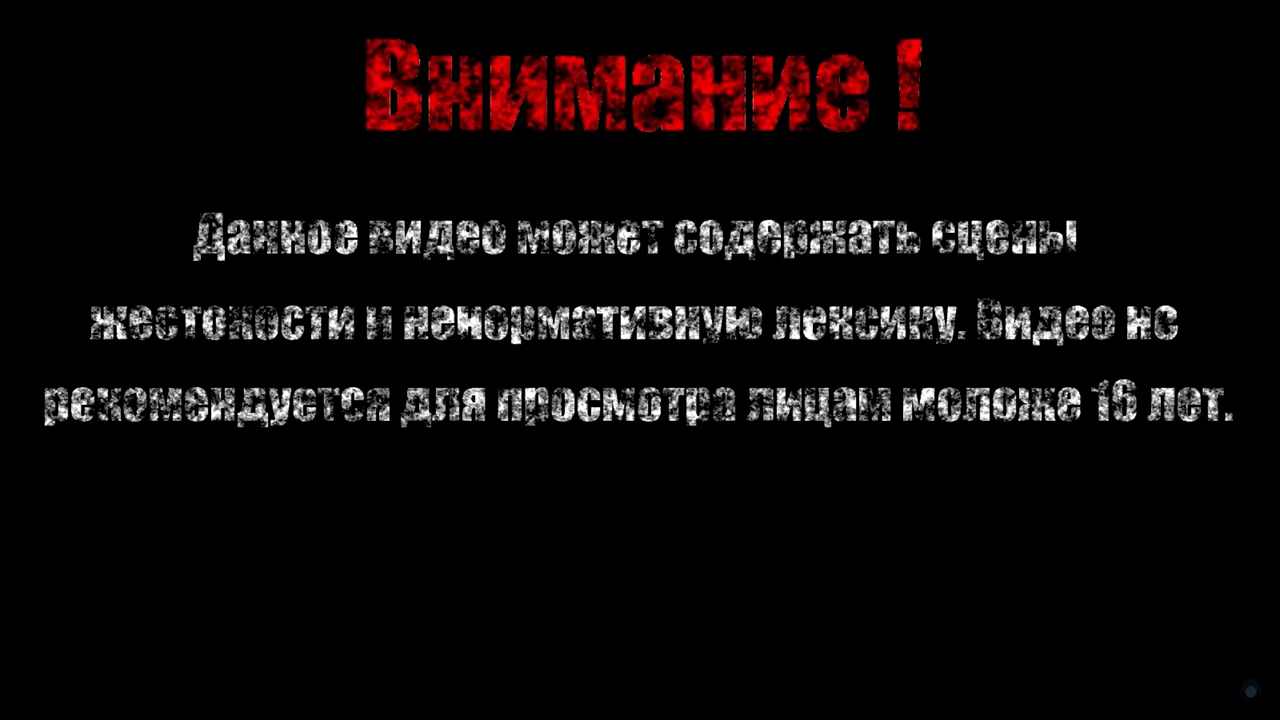 Внимание !
Данное видео может содержать сцены
жестокости и ненормативную лексику. Видео не
рекомендуется для просмотра лицам моложе 16 лет.